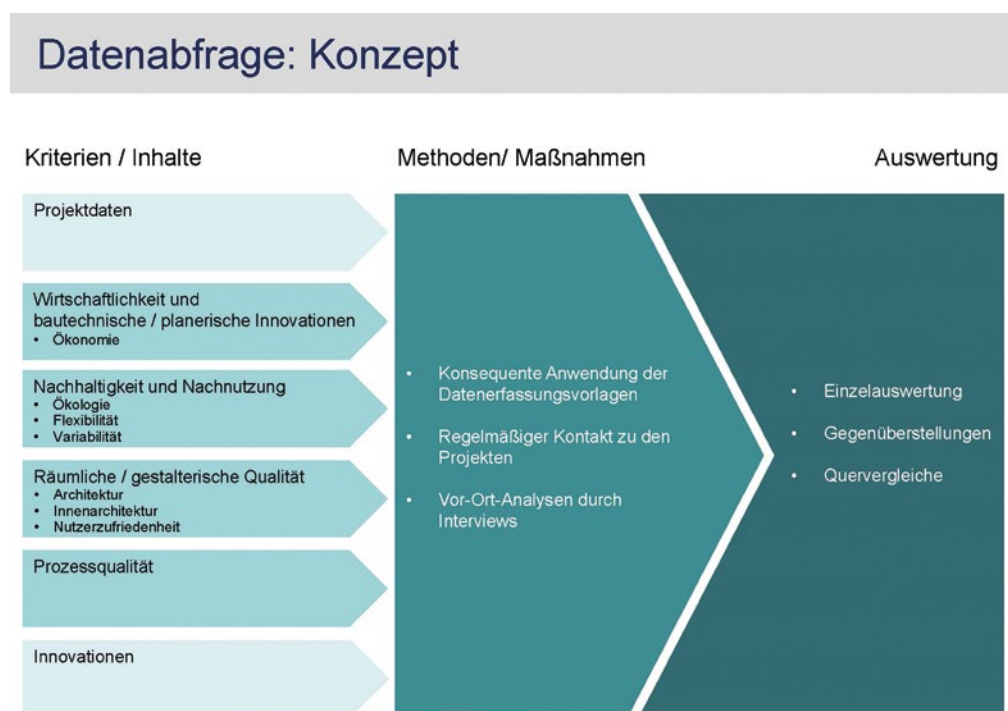 Datenabfrage: Konzept
Kriterien / Inhalte
Projektdaten
Wirtschaftlichkeit und
bautechnische / planerische Innovationen
• Ökonomie
Nachhaltigkeit und Nachnutzung
• Ökologie
• Flexibilität
• Variabilität
Räumliche / gestalterische Qualität
• Architektur
• Innenarchitektur
• Nutzerzufriedenheit
Prozessqualität
Innovationen
Methoden/ Maßnahmen
• Konsequente Anwendung der
Datenerfassungsvorlagen
• Regelmäßiger Kontakt zu den
Projekten
• Vor-Ort-Analysen durch
Interviews
Auswertung
• Einzelauswertung
• Gegenüberstellungen
• Quervergleiche